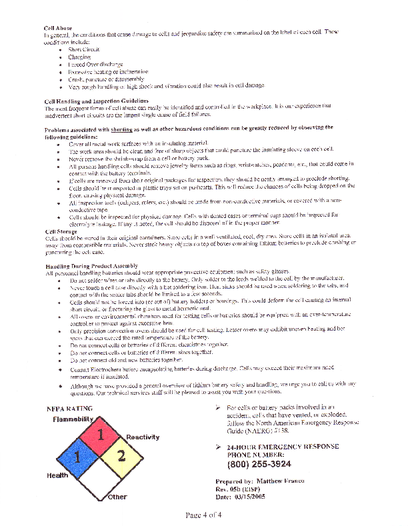 Cell Abuse
In general, the conditions that cause damage to cells and jeopardize safety are summarized on the label of each cell. These
conditions include:
• Short Circuit
• Charging
• Forced Over discharge
• Excessive heating or incineration
• Crush, puncture or disassembly
• Very rough handling or high shock and vibration could also result in cell damage.
Cell Handling and Inspection Guidelines
The most frequent forms of cell abuse can easily be identified and controlled in the workplace. It is our experience that
inadvertent short circuits are the largest single cause of field failures.
Problems associated with shorting as well as other hazardous conditions can be greatly reduced by observing the
following guidelines:
• Cover all metal work surfaces with an insulating material.
• The work area should be clean and free of sharp objects that could puncture the insulating sleeve on each cell.
• Never remove the shrink-wrap from a cell or battery pack.
• All persons handling cells should remove jewelry items such as rings, wristwatches, pendants, etc., that could come in
contact with the battery terminals.
• If cells are removed from their original packages for inspection, they should be neatly arranged to preclude shorting.
• Cells should be transported in plastic trays set on pushcarts. This will reduce the chances of cells being dropped on the
floor, causing physical damage.
• All inspection tools (calipers, rulers, etc.) should be made from non-conductive materials, or covered with a non-
conductive tape.
• Cells should be inspected for physical damage. Cells with dented cases or terminal caps should be inspected for
electrolyte leakage. If any is noted, the cell should be disposed of in the proper manner.
Cell Storage
Cells should be stored in their original containers. Store cells in a well ventilated, cool, dry area. Store cells in an isolated area,
away from combustible materials. Never stack heavy objects on top of boxes containing lithium batteries to preclude crushing or
puncturing the cell case.
Handling During Product Assembly
All personnel handling batteries should wear appropriate protective equipment such as safety glasses.
• Do not solder wires or tabs directly to the battery. Only solder to the leads welded to the cell by the manufacturer.
• Never touch a cell case directly with a hot soldering iron. Heat sinks should be used when soldering to the tabs, and
contact with the solder tabs should be limited to a few seconds.
• Cells should not be forced into (or out of) battery holders or housings. This could deform the cell causing an internal
short circuit, or fracturing the glass to metal hermetic seal.
• All ovens or environmental chambers used for testing cells or batteries should be equipped with an over-temperature
controller to protect against excessive heat.
• Only precision convection ovens should be used for cell testing. Lesser ovens may exhibit uneven heating and hot
spots that can exceed the rated temperature of the battery.
• Do not connect cells or batteries of different chemistries together.
• Do not connect cells or batteries of different sizes together.
• Do not connect old and new batteries together.
• Contact Electrochem before encapsulating batteries during discharge. Cells may exceed their maximum rated
temperature if insulated.
• Although we have provided a general overview of lithium battery safety and handling, we urge you to call us with any
questions. Our technical services staff will be pleased to assist you with your questions.
NFPA RATING
Flammability
1
Reactivity
1
2
Health
Other
➤ For cells or battery packs involved in an
accident, cells that have vented, or exploded,
follow the North American Emergency Response
Guide (NAERG) #138.
➤ 24-HOUR EMERGENCY RESPONSE
PHONE NUMBER:
(800) 255-3924
Prepared by: Matthew Franco
Date: 03/15/2005
Page 4 of 4